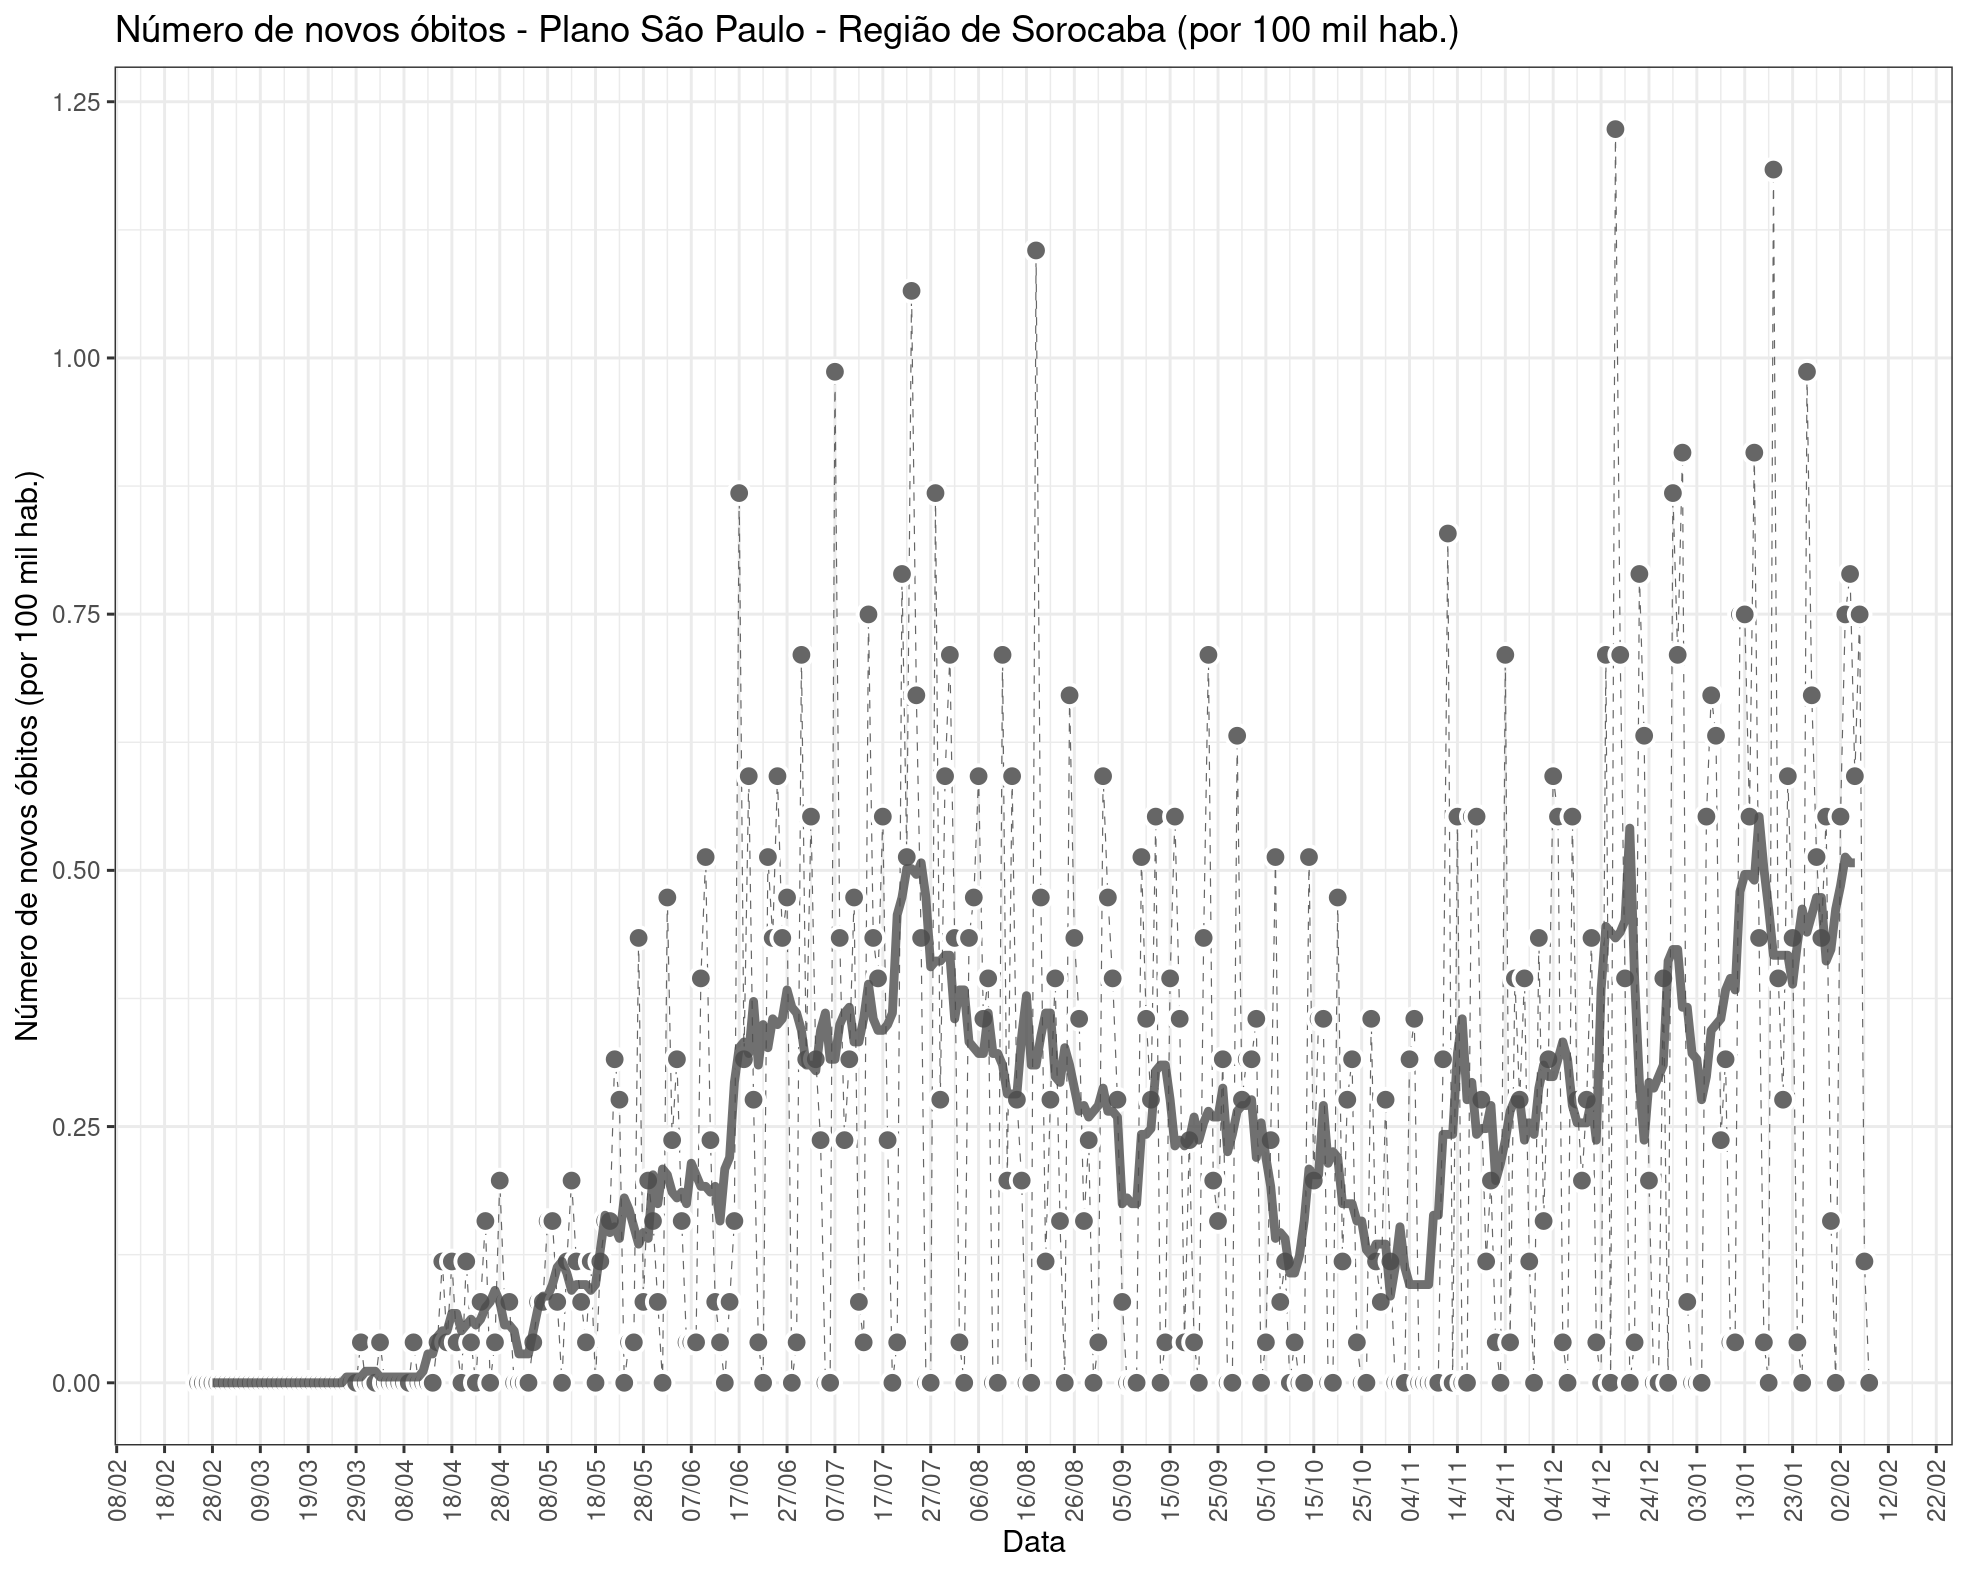 Número de novos óbitos - Plano São Paulo - Região de Sorocaba (por 100 mil hab.)
Número de novos óbitos (por 100 mil hab.)
1.25
1.00
0.75
0.50
0.25
0.00
08/02 18/02 28/02 09/03 19/03 29/03 08/04 18/04 28/04 08/05 18/05 28/05 07/06 17/06 27/06 07/07 17/07 27/07 06/08 16/08 26/08 05/09 15/09 25/09 05/10 15/10 25/10 04/11 14/11 24/11 04/12 14/12 24/12 03/01 13/01 23/01 02/02 12/02 22/02
Data